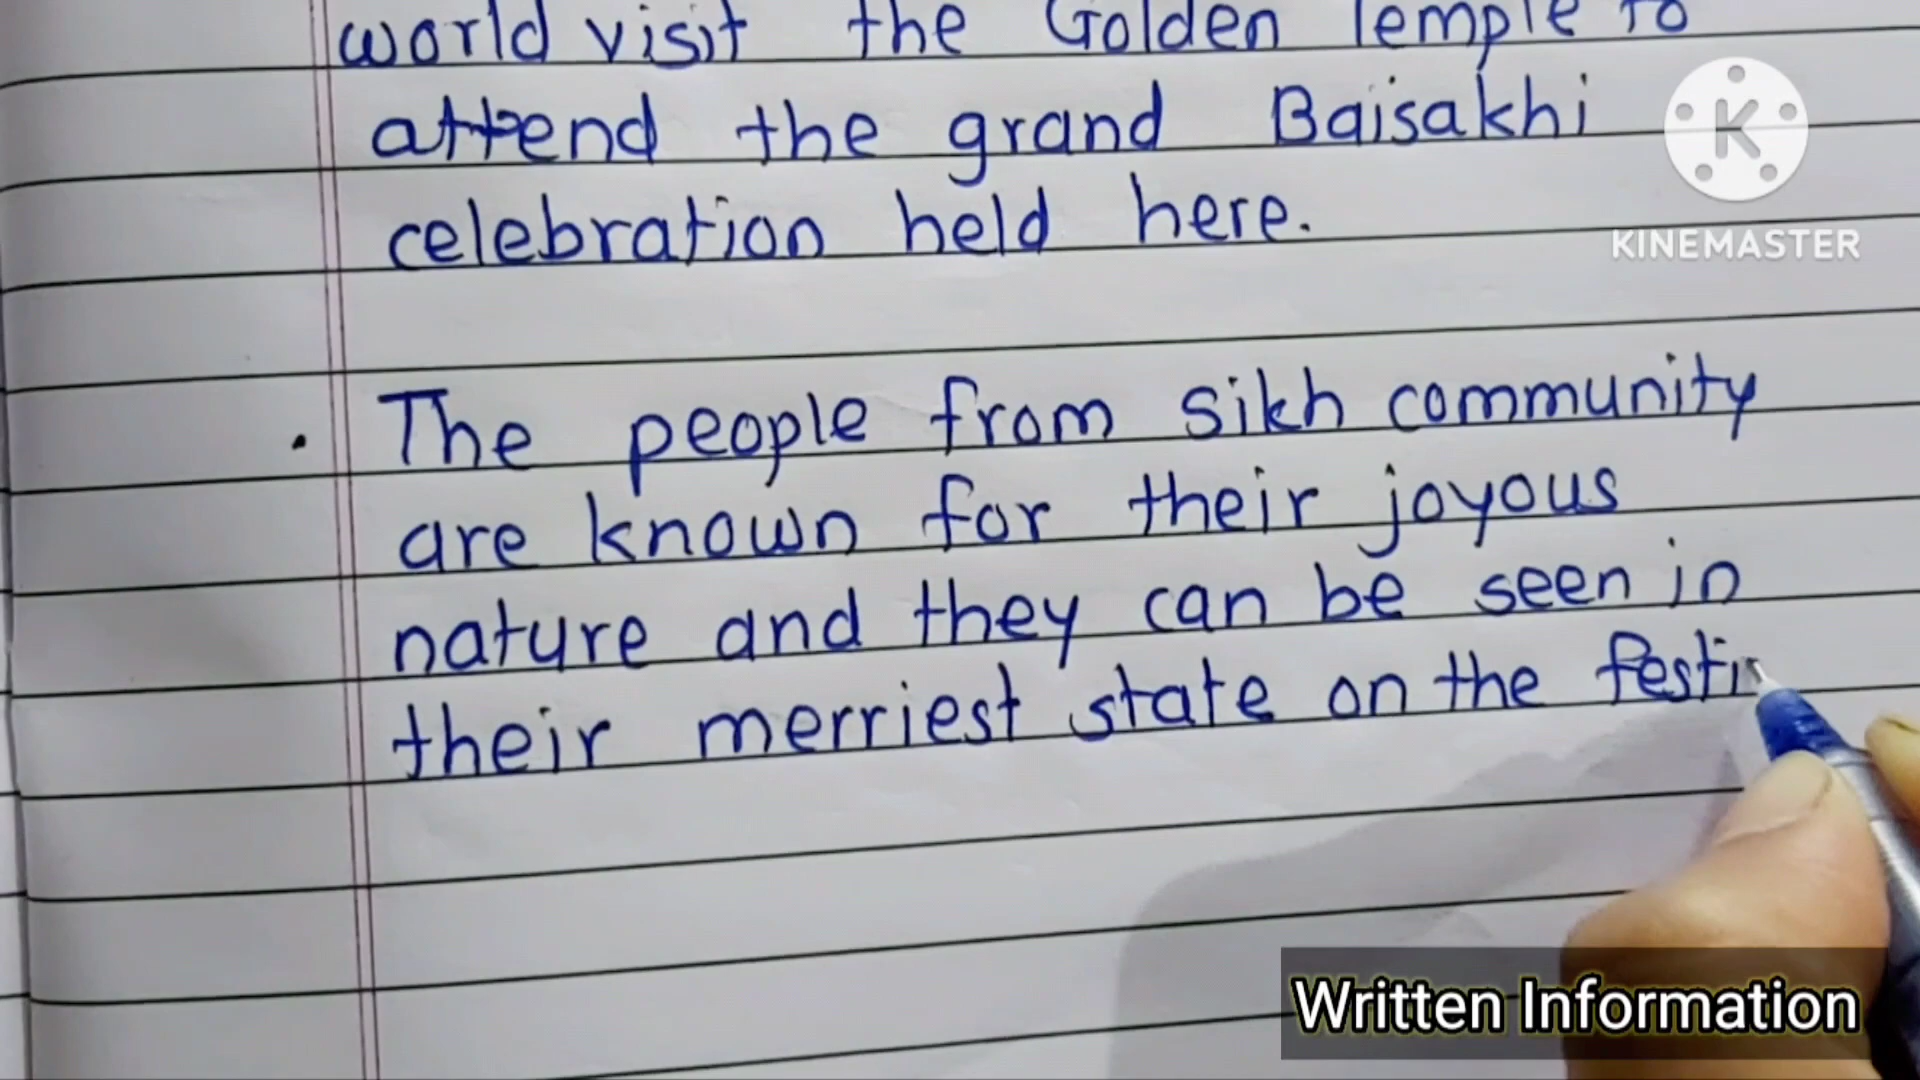 world visit the Golden Temple to
attend the grand Baisakhi
celebration held here.
The people from sikh community
are known for their joyous
nature and they can be seen in
their merriest state on the festi
KINEMASTER
Written Information